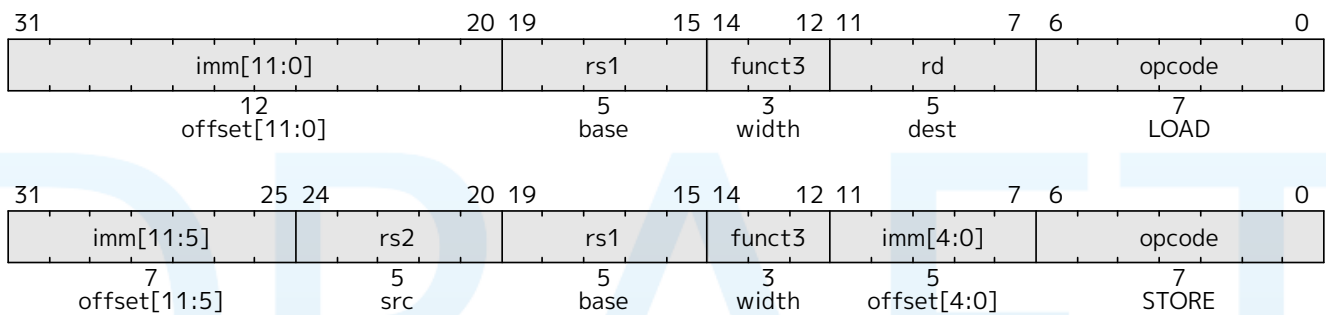 31 20 19 15 14 12 11 7 6 0
imm[11:0] rs1 funct3 rd opcode
12 5 3 5 7
offset[11:0] base width dest LOAD
31 25 24 20 19 15 14 12 11 7 6 0
imm[11:5] rs2 rs1 funct3 imm[4:0] opcode
7 5 5 3 5 7
offset[11:5] src base width offset[4:0] STORE